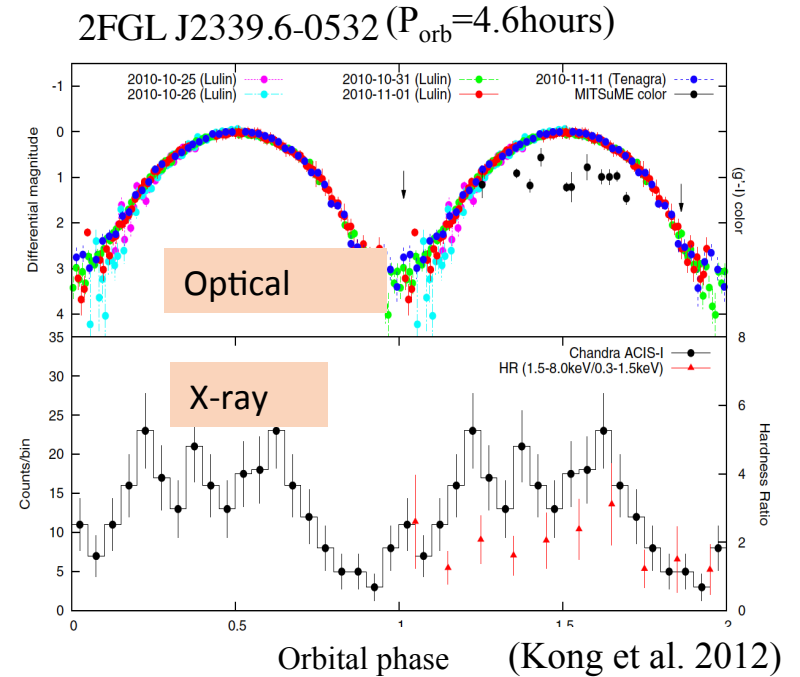 2FGL J2339.6-0532 (P_orb=4.6hours)
2010-10-25 (Lulin) 2010-10-31 (Lulin) 2010-11-11 (Tenagra)
2010-10-26 (Lulin) 2010-11-01 (Lulin) MITSuME color
-1
0
1
2
3
4
Differential magnitude
(g'-I) color
Optical
35
30
25
20
15
10
5
0
Counts/bin
X-ray
Chandra ACIS-I
HR (1.5-8.0keV/0.3-1.5keV)
8
6
4
2
0
Hardness Ratio
0 0.5 1 1.5 2
Orbital phase (Kong et al. 2012)